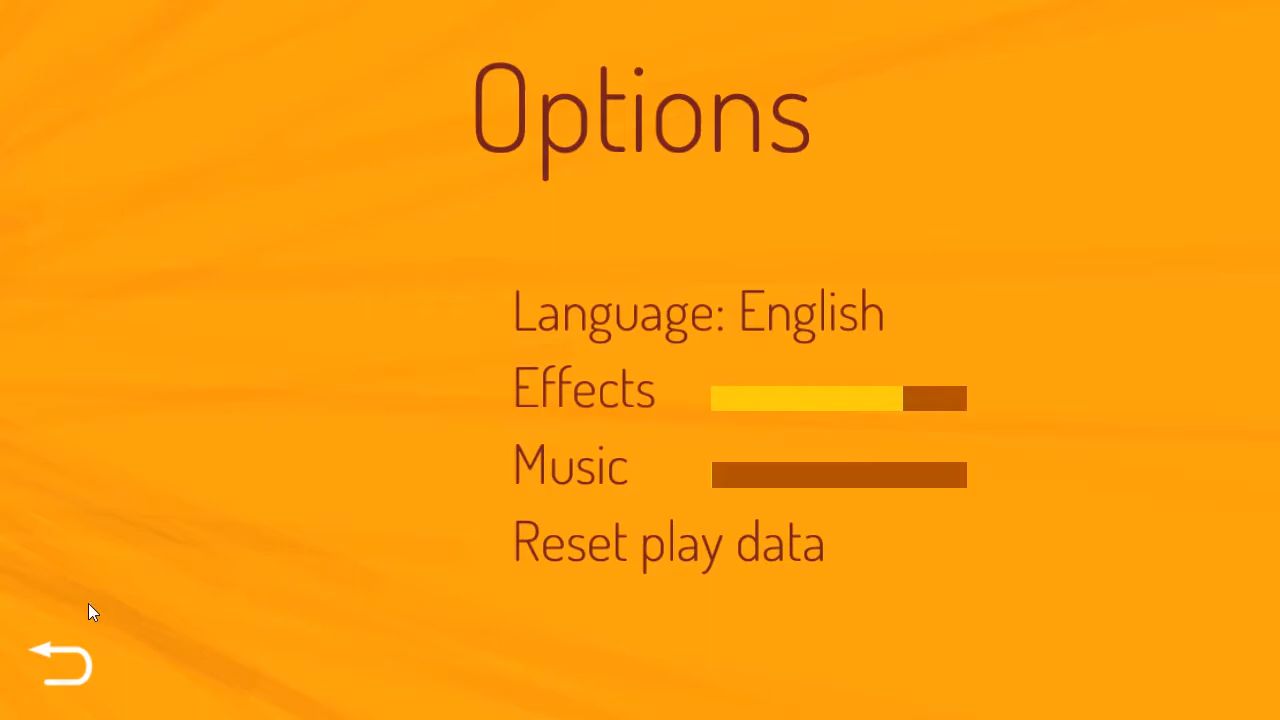 Options
Language: English
Effects
Music
Reset play data